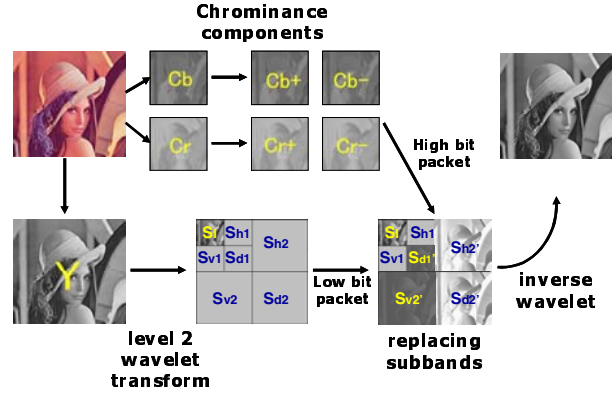 Chrominance
components
Cb
Cb+
Cb-
Cr
Cr+
Cr-
High bit
packet
Y
Sl
Sh1
Sh2
Sv1
Sd1
Sv2
Sd2
Low bit
packet
Sl
Sh1
Sh2'
Sv1
Sd1'
Sv2'
Sd2'
level 2
wavelet
transform
replacing
subbands
inverse
wavelet